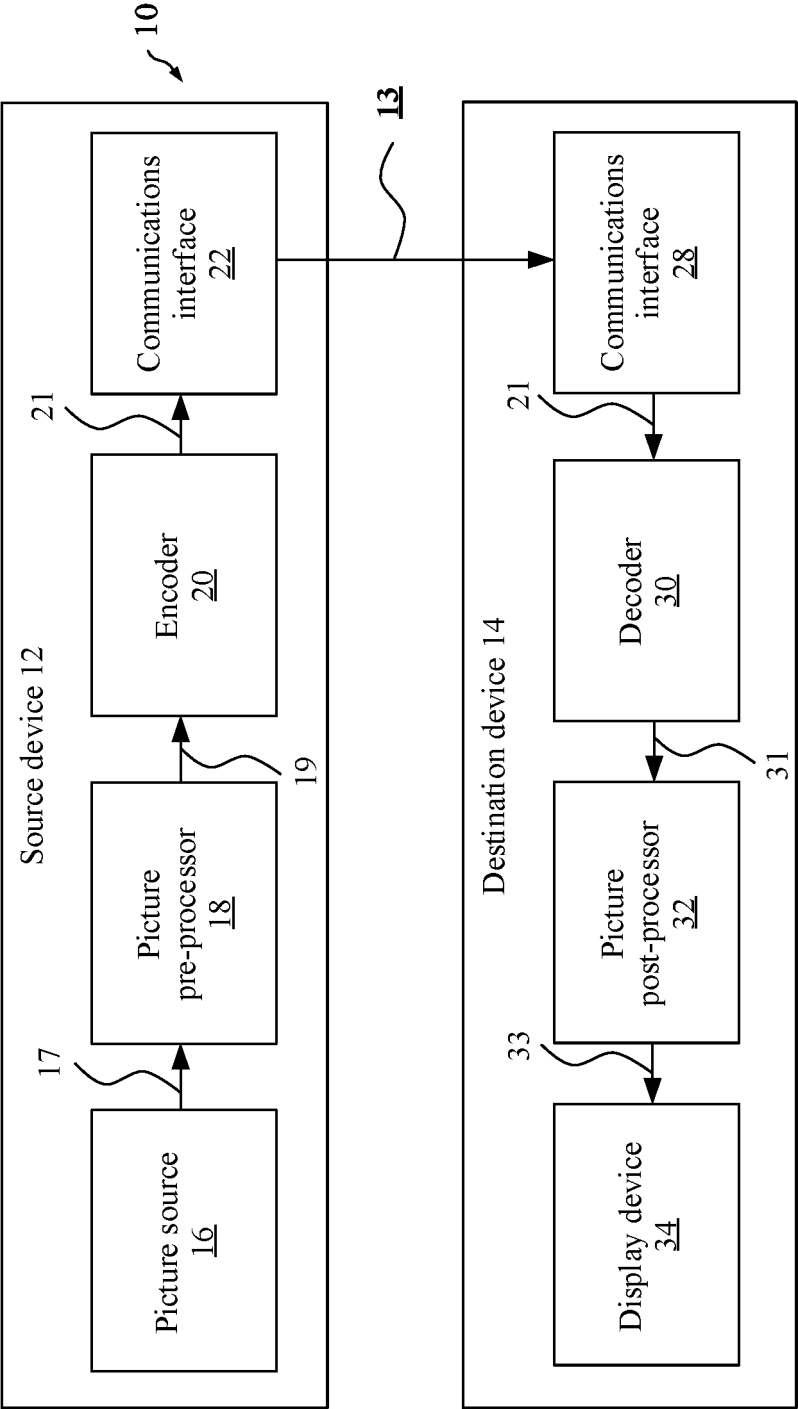 10
Source device 12
17
19
21
Picture source
16
Picture
pre-processor
18
Encoder
20
Communications
interface
22
13
Destination device 14
33
31
21
Display device
34
Picture
post-processor
32
Decoder
30
Communications
interface
28